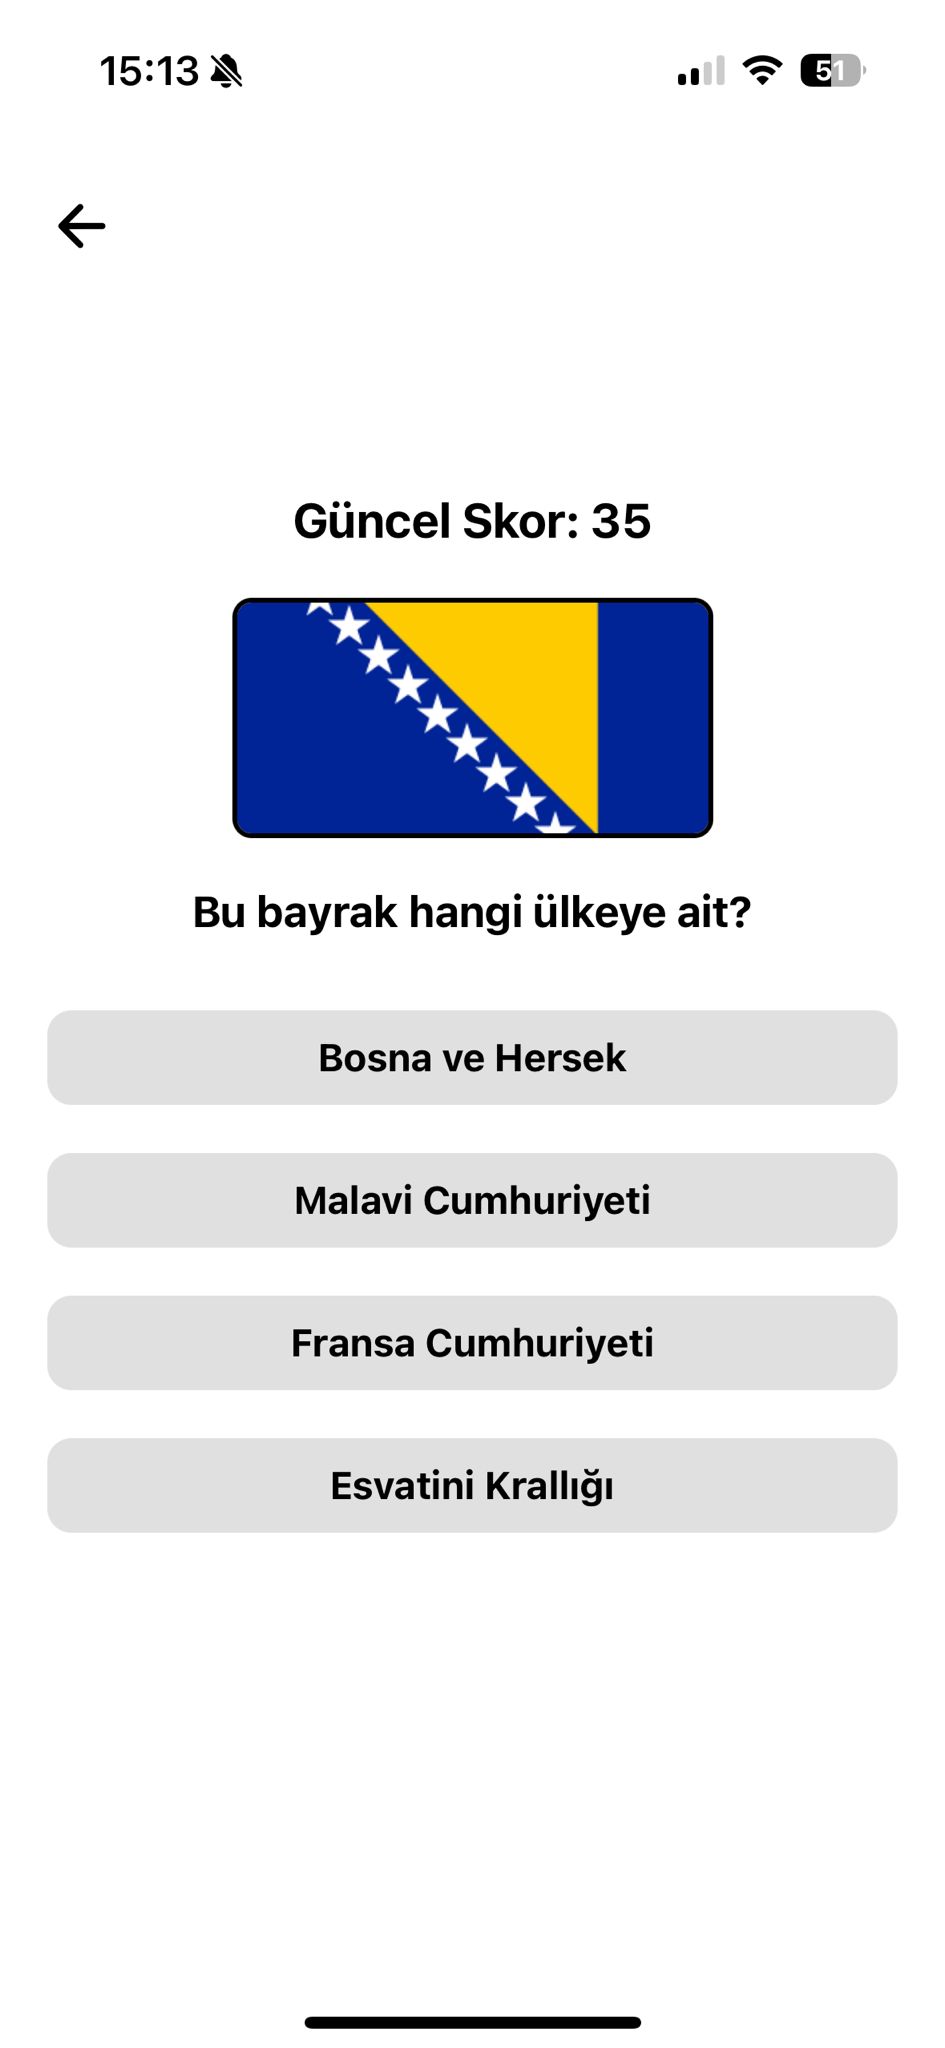 15:13
51
Güncel Skor: 35
Bu bayrak hangi ülkeye ait?
Bosna ve Hersek
Malavi Cumhuriyeti
Fransa Cumhuriyeti
Esvatini Krallığı